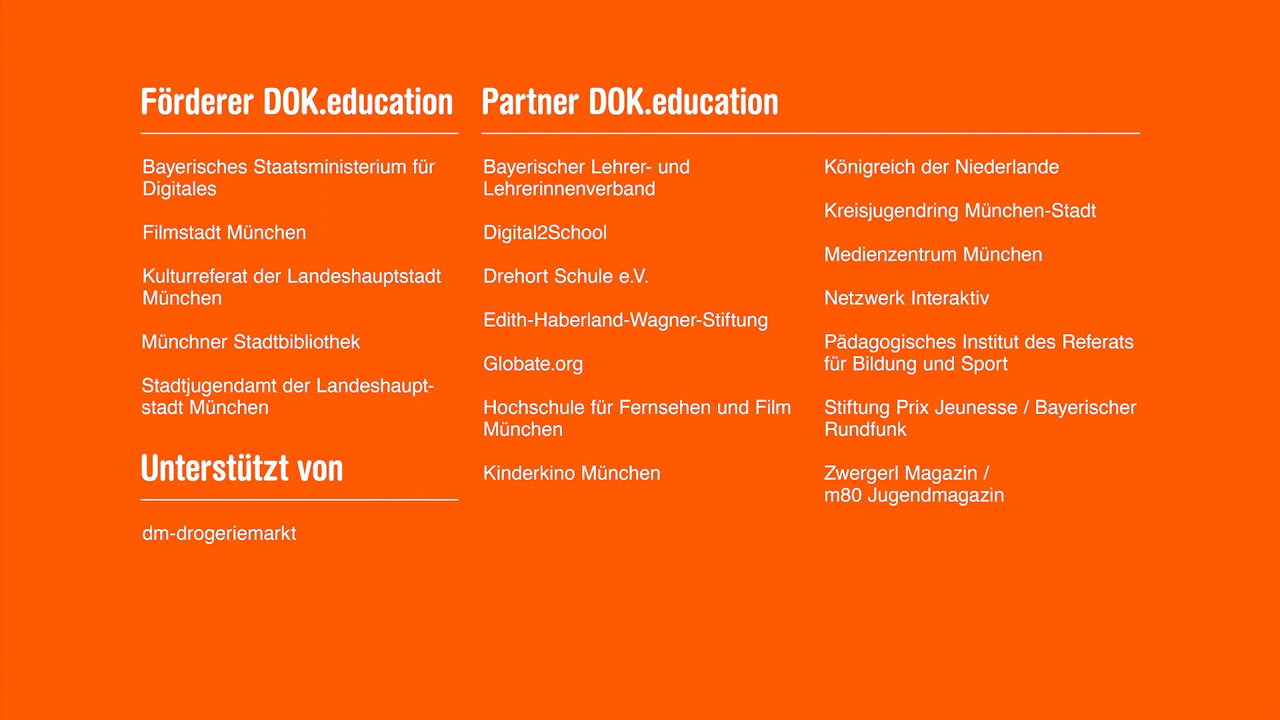 Förderer DOK.education
Bayerisches Staatsministerium für
Digitales
Filmstadt München
Kulturreferat der Landeshauptstadt
München
Münchner Stadtbibliothek
Stadtjugendamt der Landeshaupt-
stadt München
Unterstützt von
dm-drogeriemarkt
Partner DOK.education
Bayerischer Lehrer- und
Lehrerinnenverband
Digital2School
Drehort Schule e.V.
Edith-Haberland-Wagner-Stiftung
Globate.org
Hochschule für Fernsehen und Film
München
Kinderkino München
Königreich der Niederlande
Kreisjugendring München-Stadt
Medienzentrum München
Netzwerk Interaktiv
Pädagogisches Institut des Referats
für Bildung und Sport
Stiftung Prix Jeunesse / Bayerischer
Rundfunk
Zwergerl Magazin /
m80 Jugendmagazin